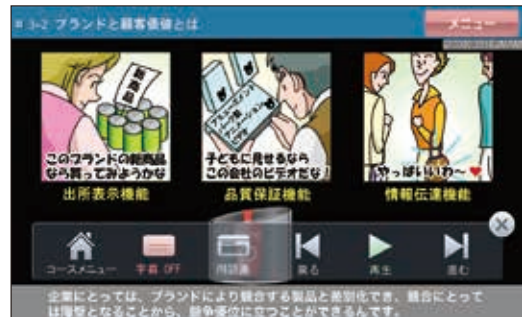 3-2 ブランドと顧客価値とは
メニュー
新商品
このブランドの新商品
なら買ってみようかな
出所表示機能
子どもに見せるなら
この会社のビデオだな!
品質保証機能
やっぱいいわ～♥
情報伝達機能
コースメニュー
字幕 OFF
用語集
戻る
再生
進む
企業にとっては、ブランドにより競合する製品と差別化でき、競合にとって
は障壁となることから、競争優位に立つことができるんです。